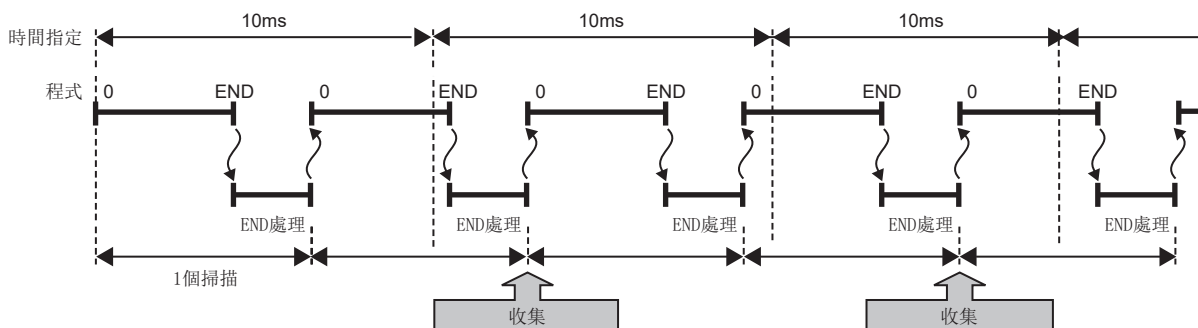 10ms 10ms 10ms
時間指定
程式 0 END 0 END 0 END 0 END 0 END
END處理 END處理 END處理 END處理 END處理
1個掃描
收集 收集